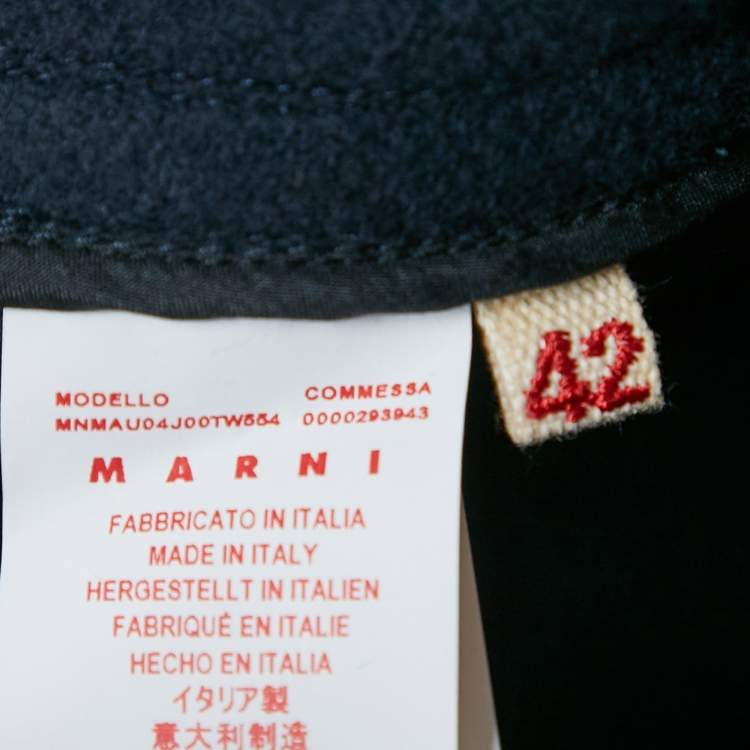 42
MODELLO COMMESSA
MNMAU04J00TW554 0000293943
MARNI
FABBRICATO IN ITALIA
MADE IN ITALY
HERGESTELLT IN ITALIEN
FABRIQUÉ EN ITALIE
HECHO EN ITALIA
イタリア製
意大利制造